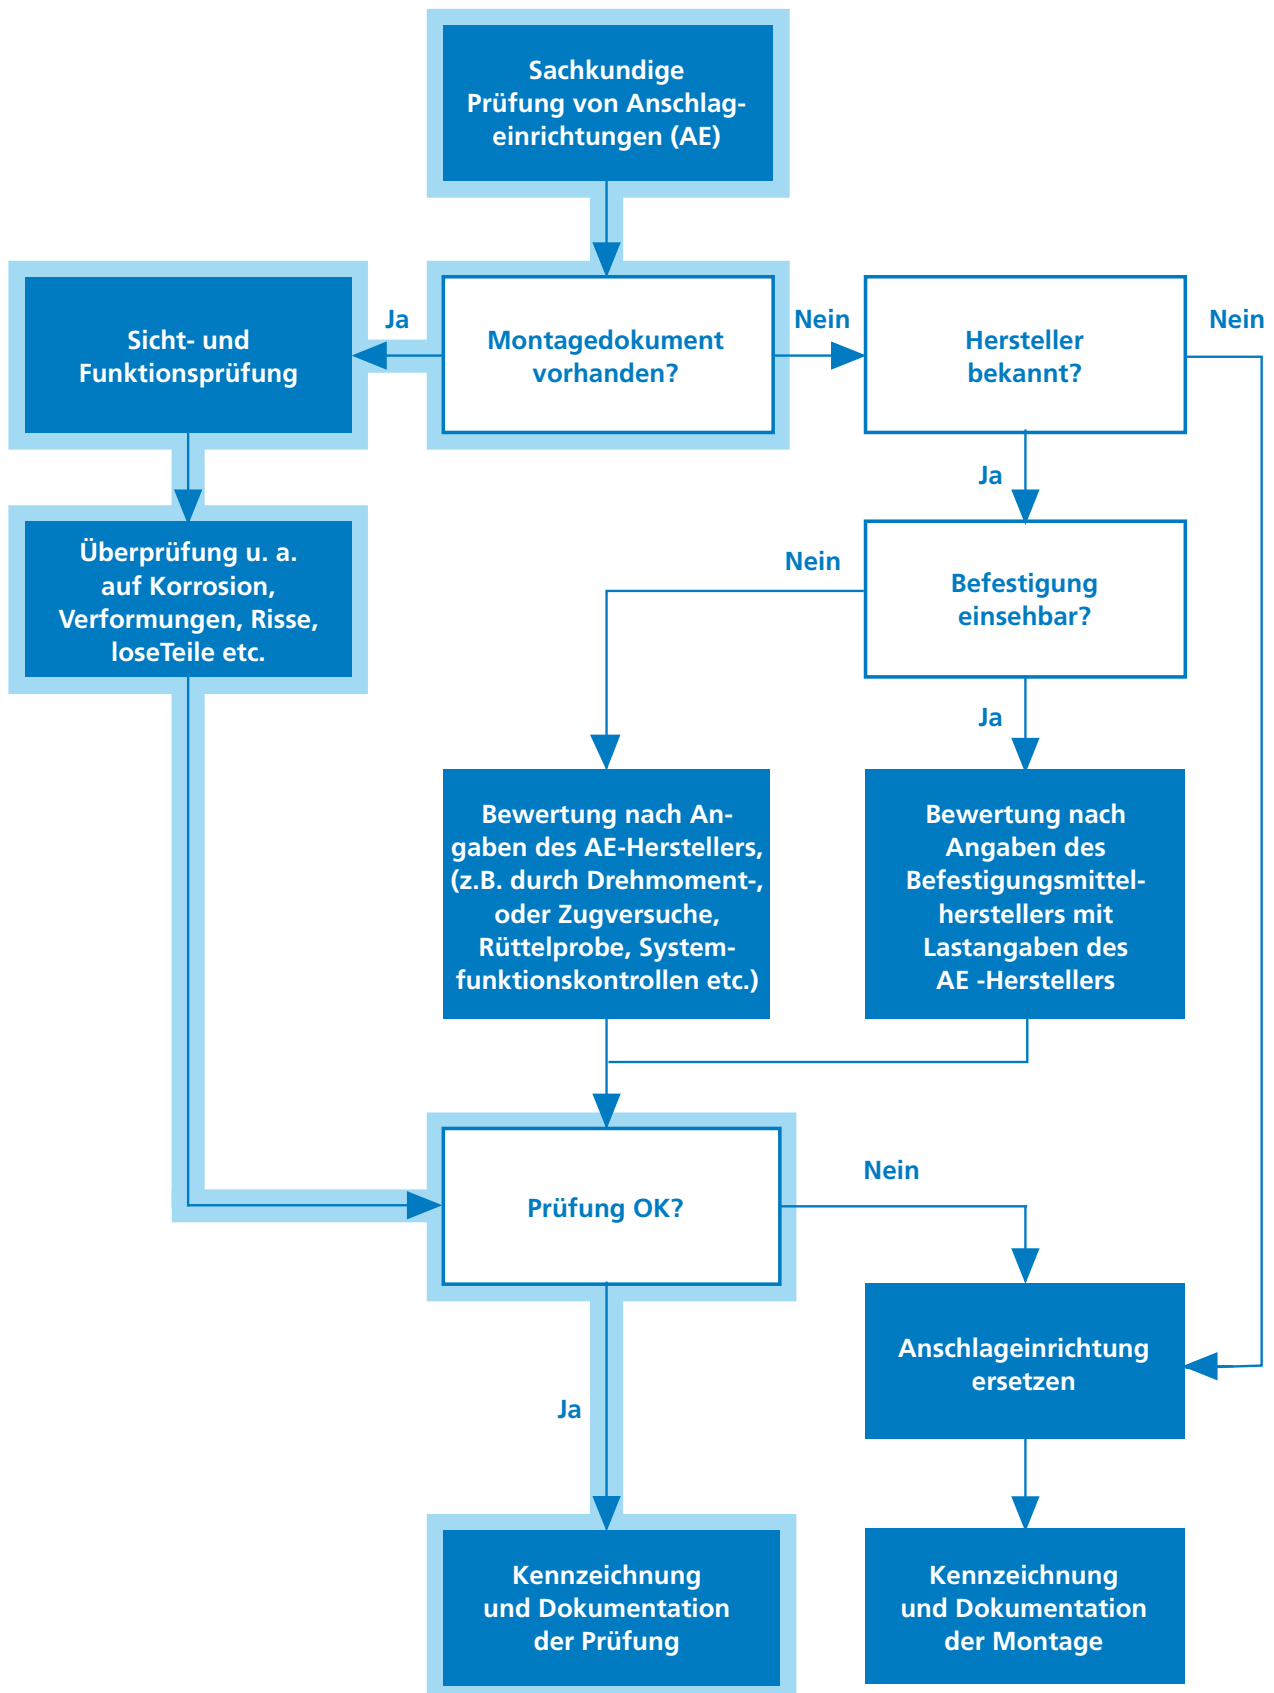 Sachkundige
Prüfung von Anschlag-
einrichtungen (AE)
Ja
Nein
Nein
Sicht- und
Funktionsprüfung
Montagedokument
vorhanden?
Hersteller
bekannt?
Ja
Überprüfung u. a.
auf Korrosion,
Verformungen, Risse,
loseTeile etc.
Nein
Befestigung
einsehbar?
Ja
Bewertung nach An-
gaben des AE-Herstellers,
(z.B. durch Drehmoment-,
oder Zugversuche,
Rüttelprobe, System-
funktionskontrollen etc.)
Bewertung nach
Angaben des
Befestigungsmittel-
herstellers mit
Lastangaben des
AE -Herstellers
Prüfung OK?
Nein
Anschlageinrichtung
ersetzen
Ja
Kennzeichnung
und Dokumentation
der Prüfung
Kennzeichnung
und Dokumentation
der Montage